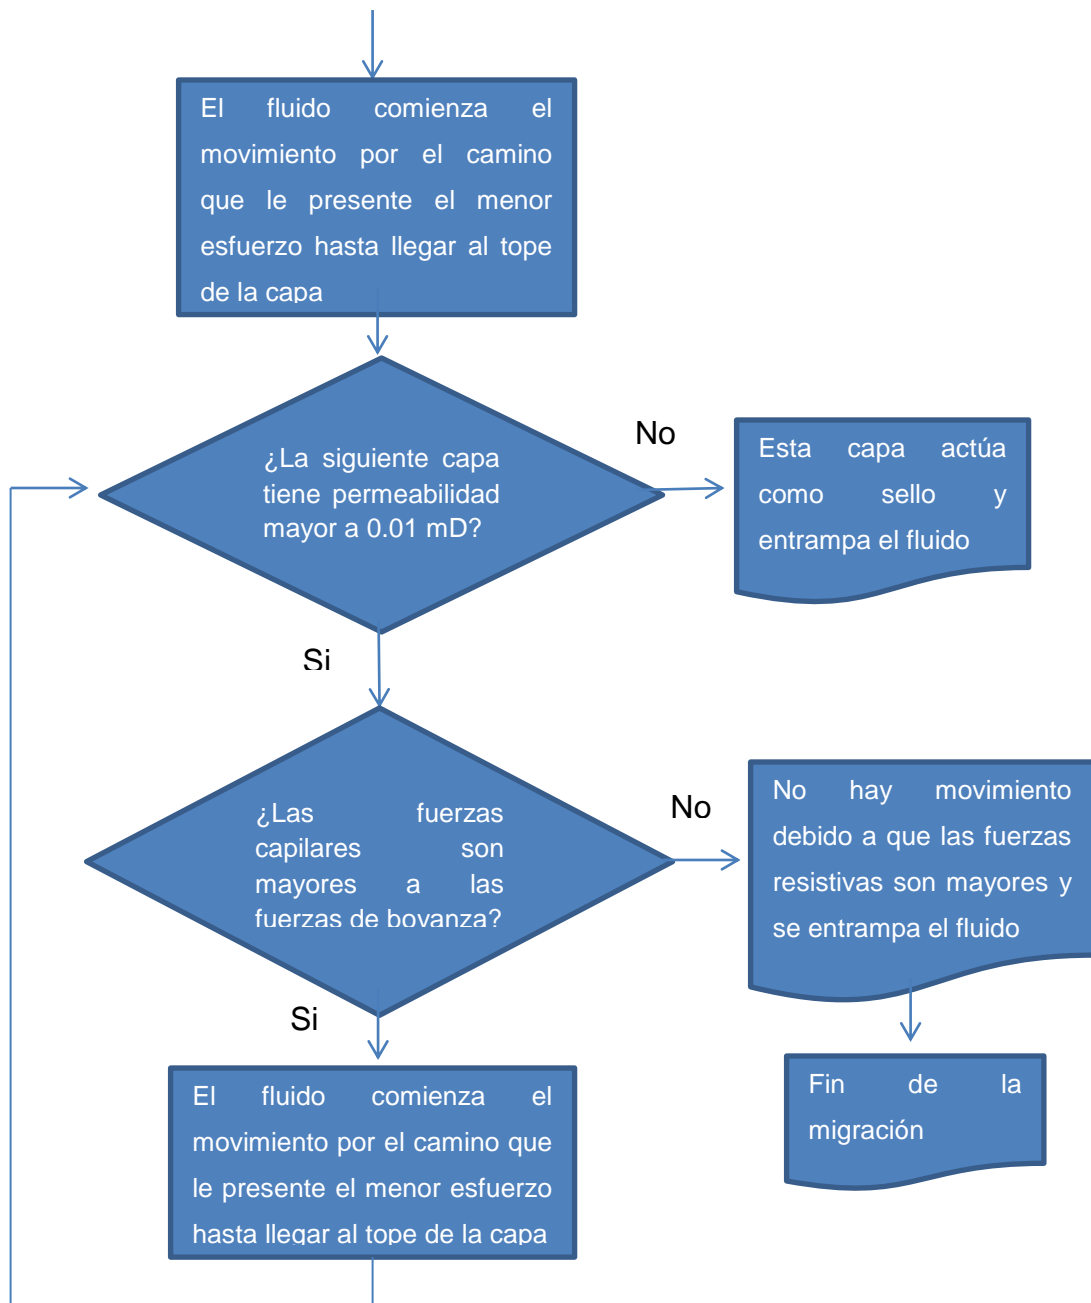 El fluido comienza el
movimiento por el camino
que le presente el menor
esfuerzo hasta llegar al tope
de la capa
¿La siguiente capa
tiene permeabilidad
mayor a 0.01 mD?
No
Esta capa actúa
como sello y
entrampa el fluido
Si
¿Las fuerzas
capilares son
mayores a las
fuerzas de bovanza?
No
No hay movimiento
debido a que las fuerzas
resistivas son mayores y
se entrampa el fluido
Si
El fluido comienza el
movimiento por el camino que
le presente el menor esfuerzo
hasta llegar al tope de la capa
Fin de la
migración